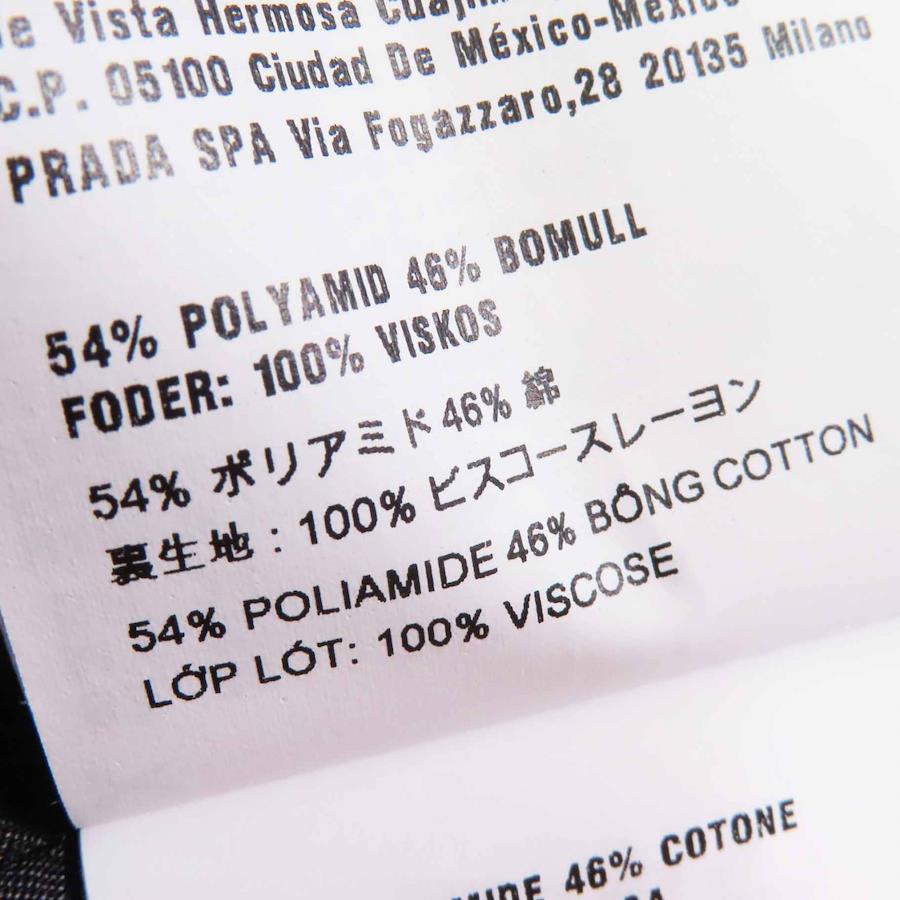 Vista Hermosa
C.P. 05100 Ciudad De México-México
PRADA SPA Via Fogazzaro,28 20135 Milano
54% POLYAMID 46% BOMULL
FODER: 100% VISKOS
54% ポリアミド 46% 綿
裏生地 : 100% ビスコースレーヨン
54% POLIAMIDE 46% BÔNG COTTON
LỚP LÓT: 100% VISCOSE
46% COTONE